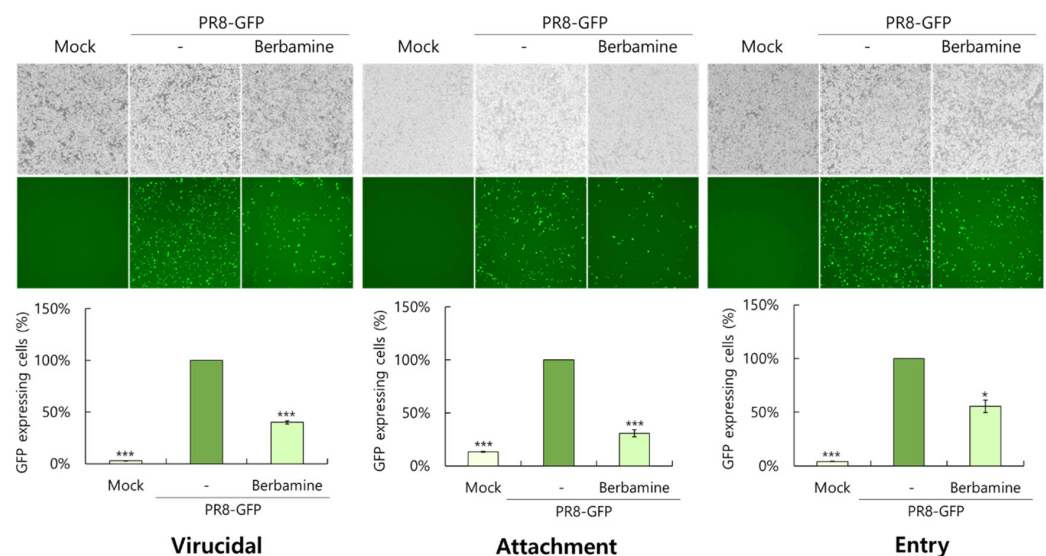 PR8-GFP
Mock - Berbamine
GFP expressing cells (%)
150%
100%
50%
0%
***
***
Mock - Berbamine
PR8-GFP
Virucidal
PR8-GFP
Mock - Berbamine
GFP expressing cells (%)
150%
100%
50%
0%
***
***
Mock - Berbamine
PR8-GFP
Attachment
PR8-GFP
Mock - Berbamine
GFP expressing cells (%)
150%
100%
50%
0%
***
*
Mock - Berbamine
PR8-GFP
Entry